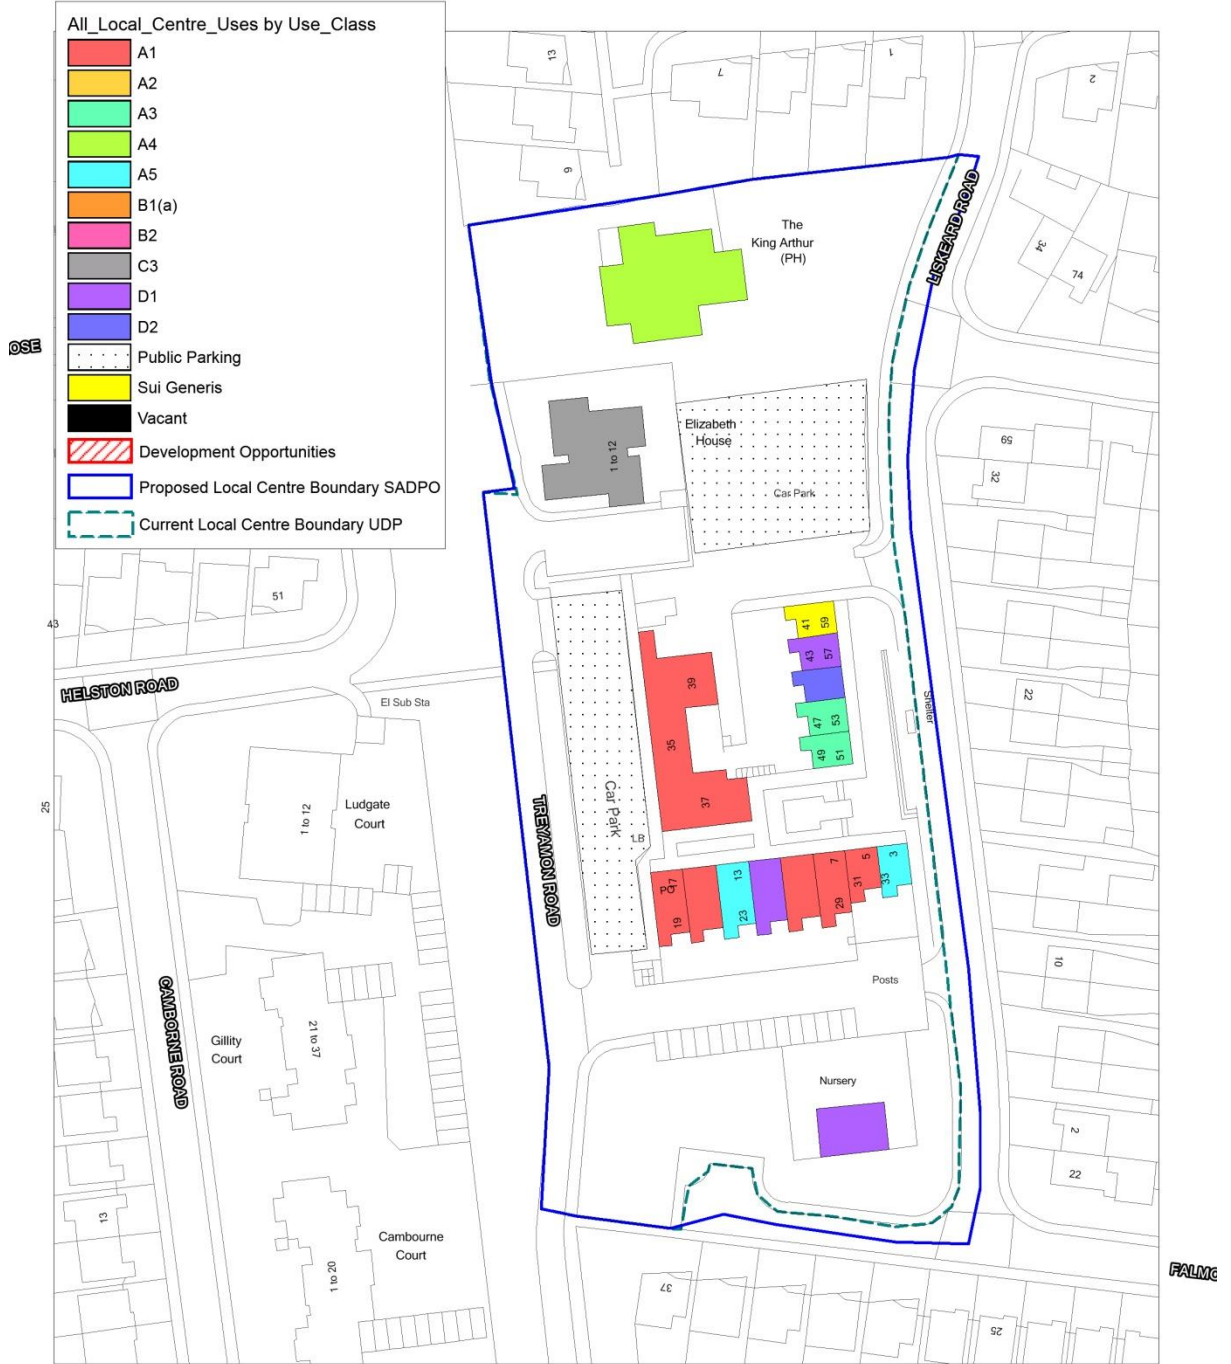 All_Local_Centre_Uses by Use_Class
A1
A2
A3
A4
A5
B1(a)
B2
C3
D1
D2
Public Parking
Sui Generis
Vacant
Development Opportunities
Proposed Local Centre Boundary SADPO
Current Local Centre Boundary UDP
13
7
1
2
9
The
King Arthur
(PH)
LISKEARD ROAD
34
74
OSE
Elizabeth
House
1 to 12
Car Park
59
32
51
43
HELSTON ROAD
El Sub Sta
41
59
43
57
39
47
53
49
51
35
37
Shelter
22
25
1 to 12
Ludgate
Court
TREYAMON ROAD
Car Park
LB
PO
17
19
13
23
7
29
5
31
3
33
10
Posts
CAMBORNE ROAD
Gillity
Court
21 to 37
Nursery
2
22
13
Cambourne
Court
1 to 20
37
25
FALMO